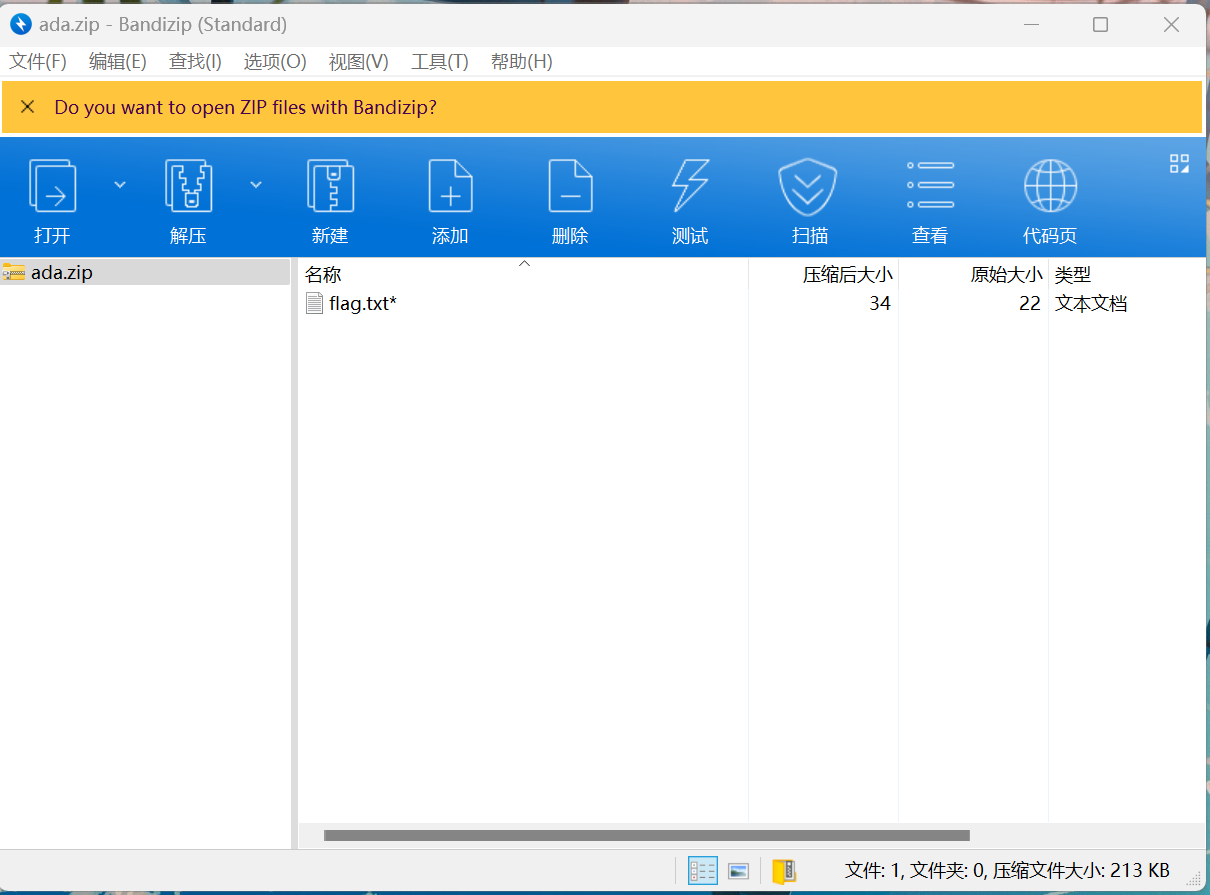 ada.zip - Bandizip (Standard)
文件(F) 编辑(E) 查找(I) 选项(O) 视图(V) 工具(T) 帮助(H)
Do you want to open ZIP files with Bandizip?
打开 解压 新建 添加 删除 测试 扫描 查看 代码页
ada.zip
名称 压缩后大小 原始大小 类型
flag.txt* 34 22 文本文档
文件: 1, 文件夹: 0, 压缩文件大小: 213 KB